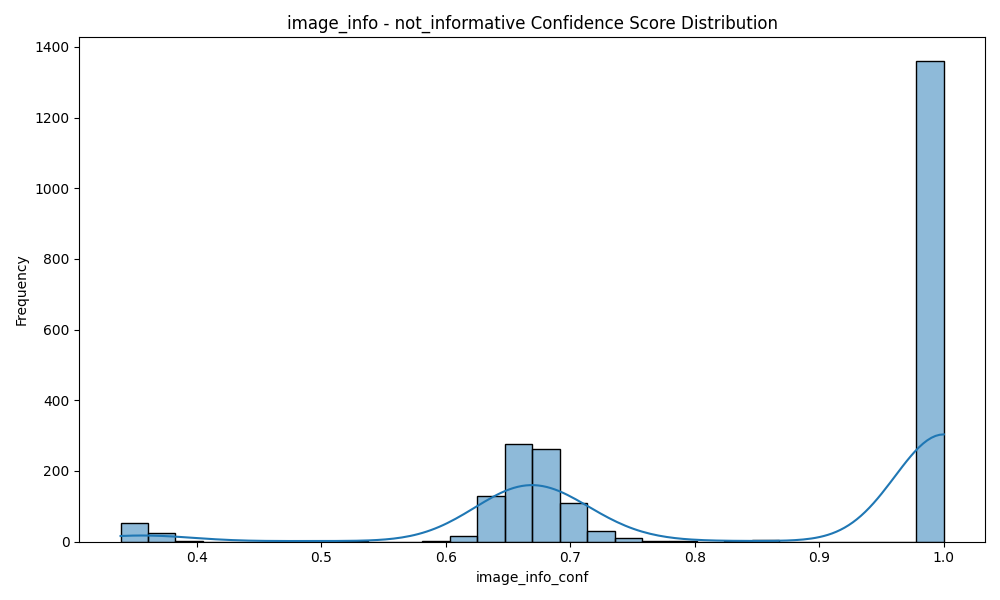 image_info - not_informative Confidence Score Distribution
1400
1200
1000
800
600
400
200
0
Frequency
0.4 0.5 0.6 0.7 0.8 0.9 1.0
image_info_conf